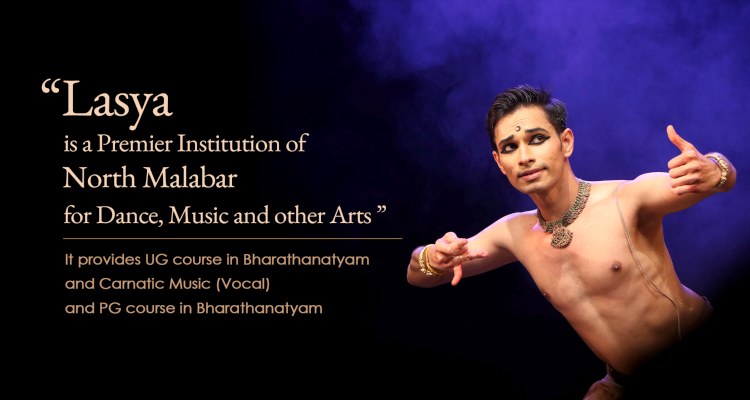 “Lasya
is a Premier Institution of
North Malabar
for Dance, Music and other Arts ”
It provides UG course in Bharathanatyam
and Carnatic Music (Vocal)
and PG course in Bharathanatyam